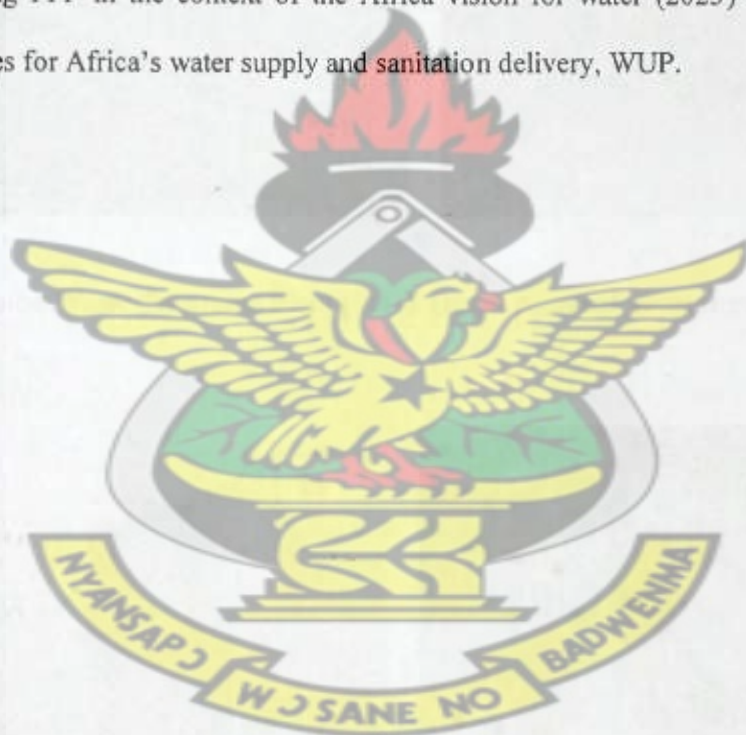 in the context of the Africa vision for water (2025)
es for Africa's water supply and sanitation delivery, WUP.
NYANSAPƆ
WƆSANE NO
BADWENMA